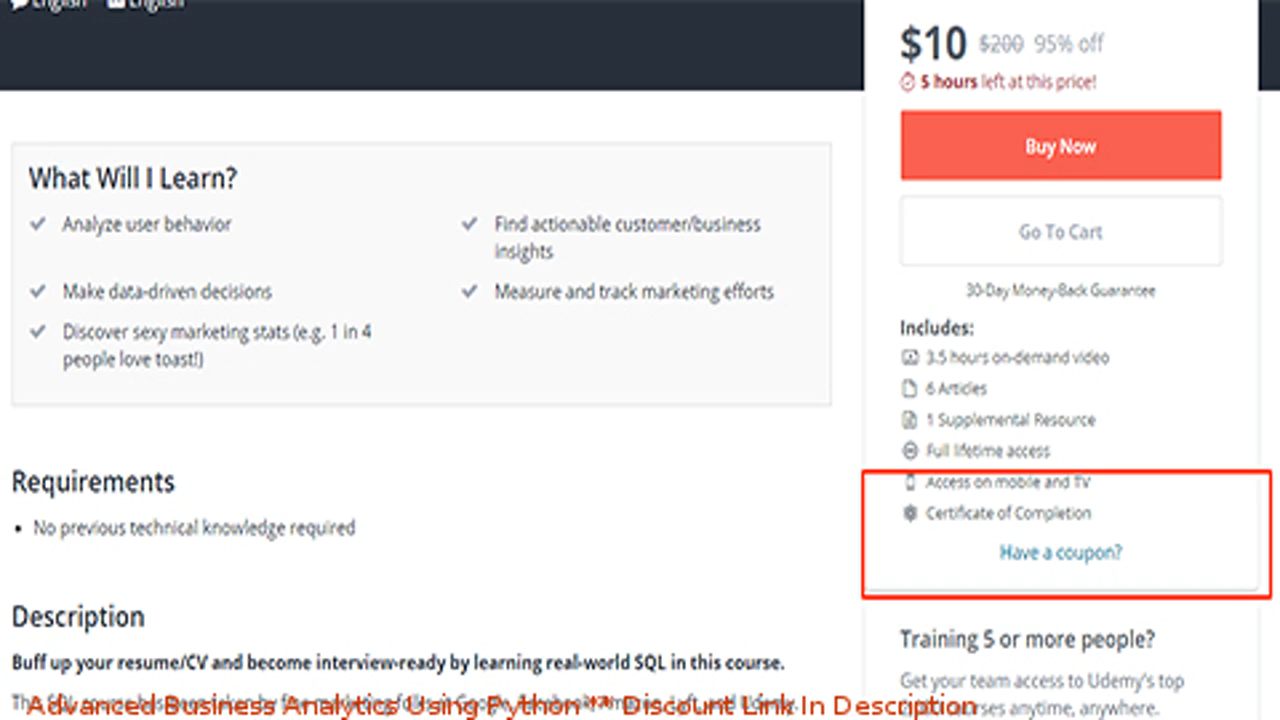 English English
What Will I Learn?
Analyze user behavior
Find actionable customer/business
insights
Make data-driven decisions
Measure and track marketing efforts
Discover sexy marketing stats (e.g. 1 in 4
people love toast!)
Requirements
• No previous technical knowledge required
Description
Buff up your resume/CV and become interview-ready by learning real-world SQL in this course.
Advanced Business Analytics Using Python ** Discount Link In Description
$10 $200 95% off
5 hours left at this price!
Buy Now
Go To Cart
30-Day Money-Back Guarantee
Includes:
3.5 hours on-demand video
6 Articles
1 Supplemental Resource
Full lifetime access
Access on mobile and TV
Certificate of Completion
Have a coupon?
Training 5 or more people?
Get your team access to Udemy's top
courses anytime, anywhere.